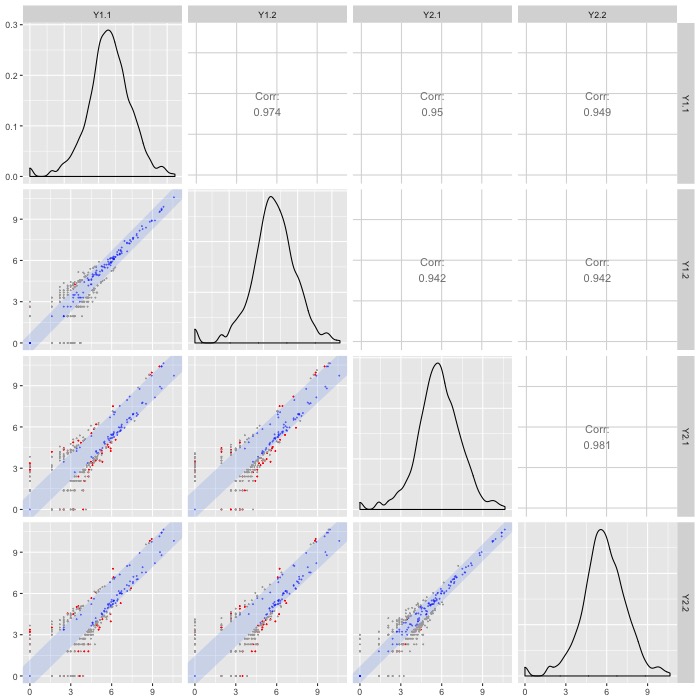 Y1.1 Y1.2 Y2.1 Y2.2
0.3
0.2
0.1
0.0
Corr:
0.974
Corr:
0.95
Corr:
0.949
Y1.1
9
6
3
0
Corr:
0.942
Corr:
0.942
Y1.2
9
6
3
0
Corr:
0.981
Y2.1
9
6
3
0
Y2.2
0 3 6 9 0 3 6 9 0 3 6 9 0 3 6 9